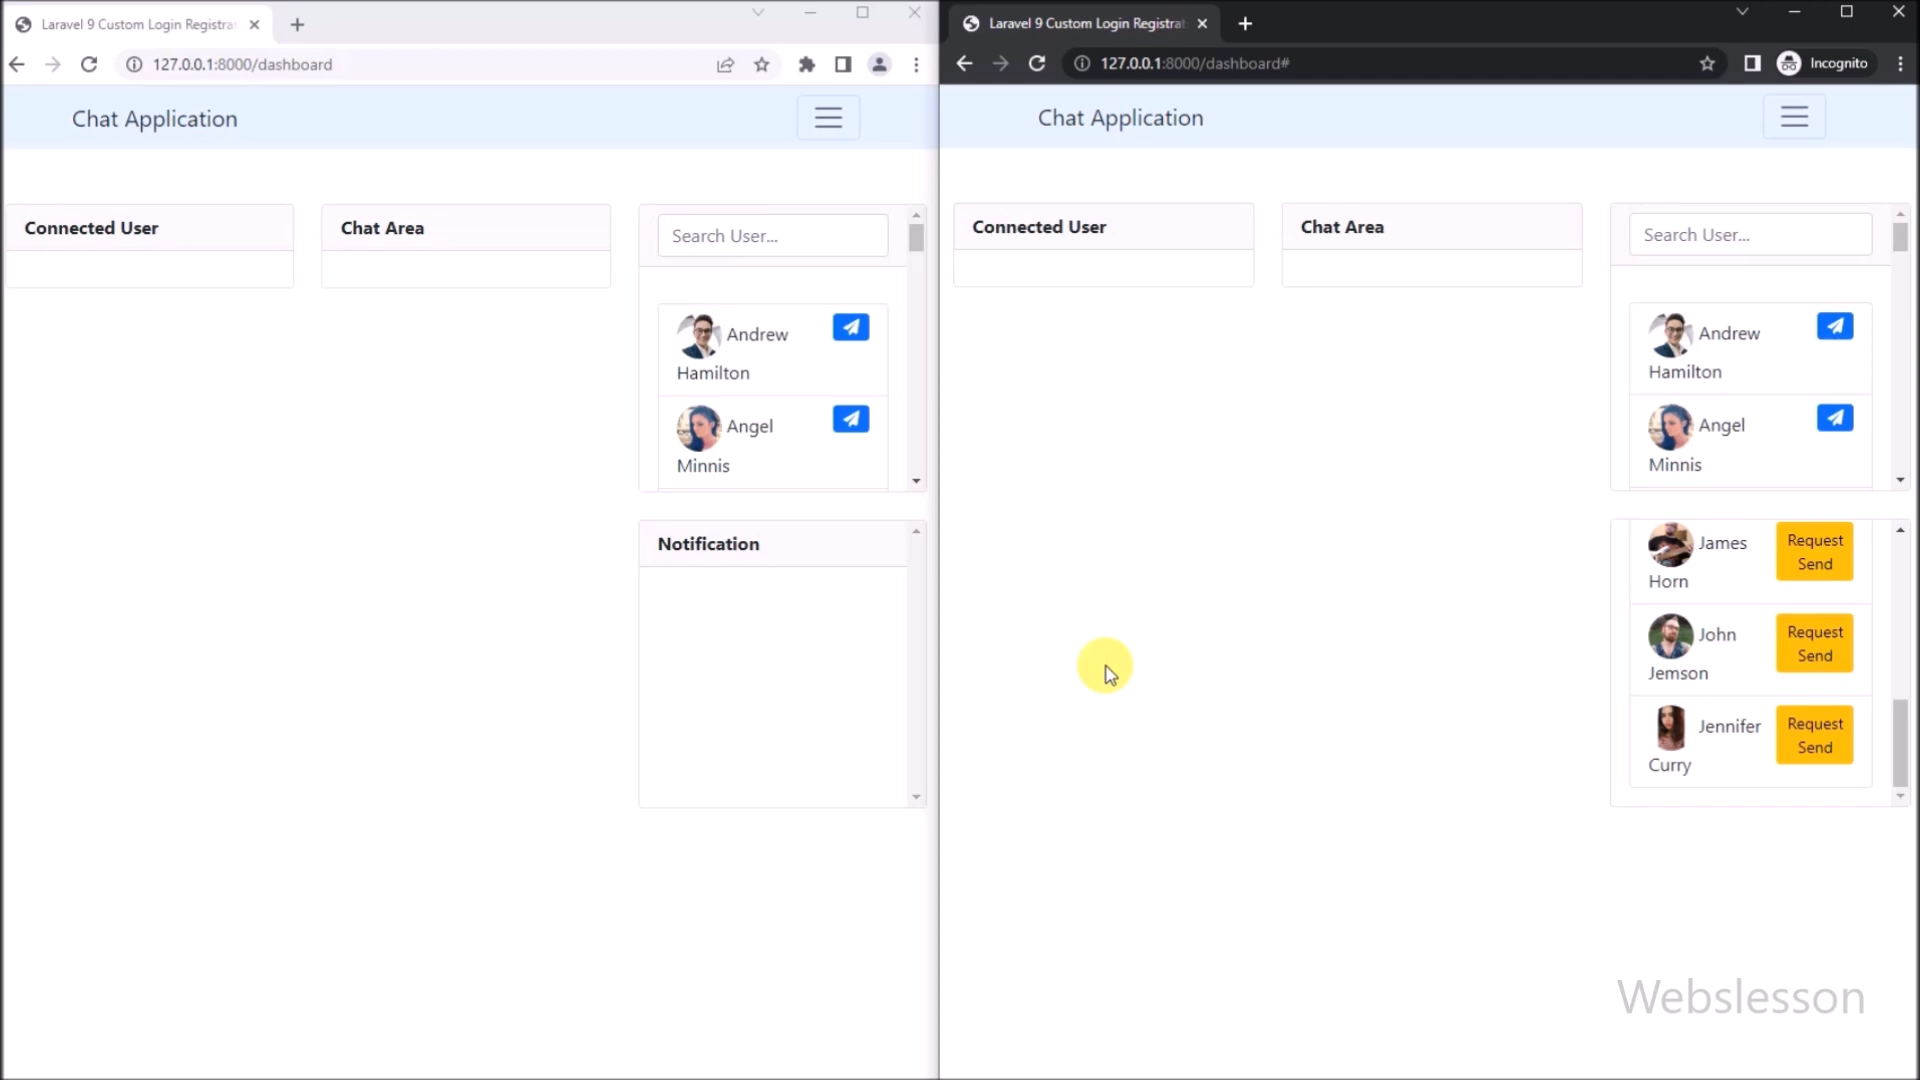 Laravel 9 Custom Login Registrat
127.0.0.1:8000/dashboard
Chat Application
Connected User
Chat Area
Search User...
Andrew
Hamilton
Angel
Minnis
Notification
Laravel 9 Custom Login Registrat
127.0.0.1:8000/dashboard#
Incognito
Chat Application
Connected User
Chat Area
Search User...
Andrew
Hamilton
Angel
Minnis
James
Horn
Request
Send
John
Jemson
Request
Send
Jennifer
Curry
Request
Send
Webslesson